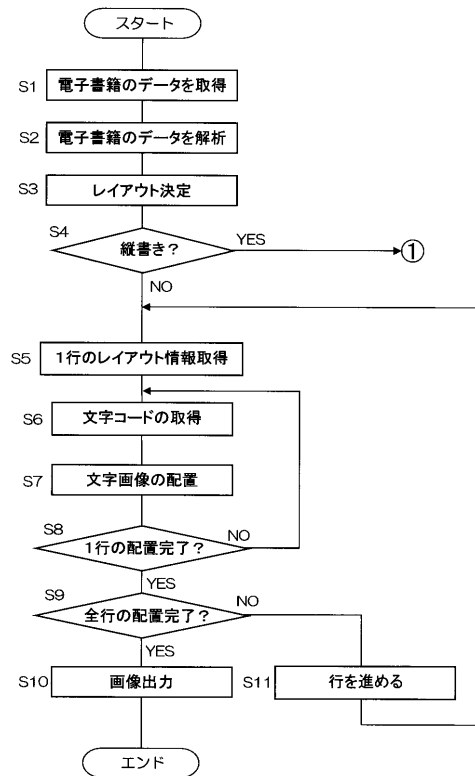 スタート
S1 電子書籍のデータを取得
S2 電子書籍のデータを解析
S3 レイアウト決定
S4 縦書き？ YES ①
NO
S5 1行のレイアウト情報取得
S6 文字コードの取得
S7 文字画像の配置
S8 1行の配置完了？ NO
YES
S9 全行の配置完了？ NO
YES
S10 画像出力 S11 行を進める
エンド